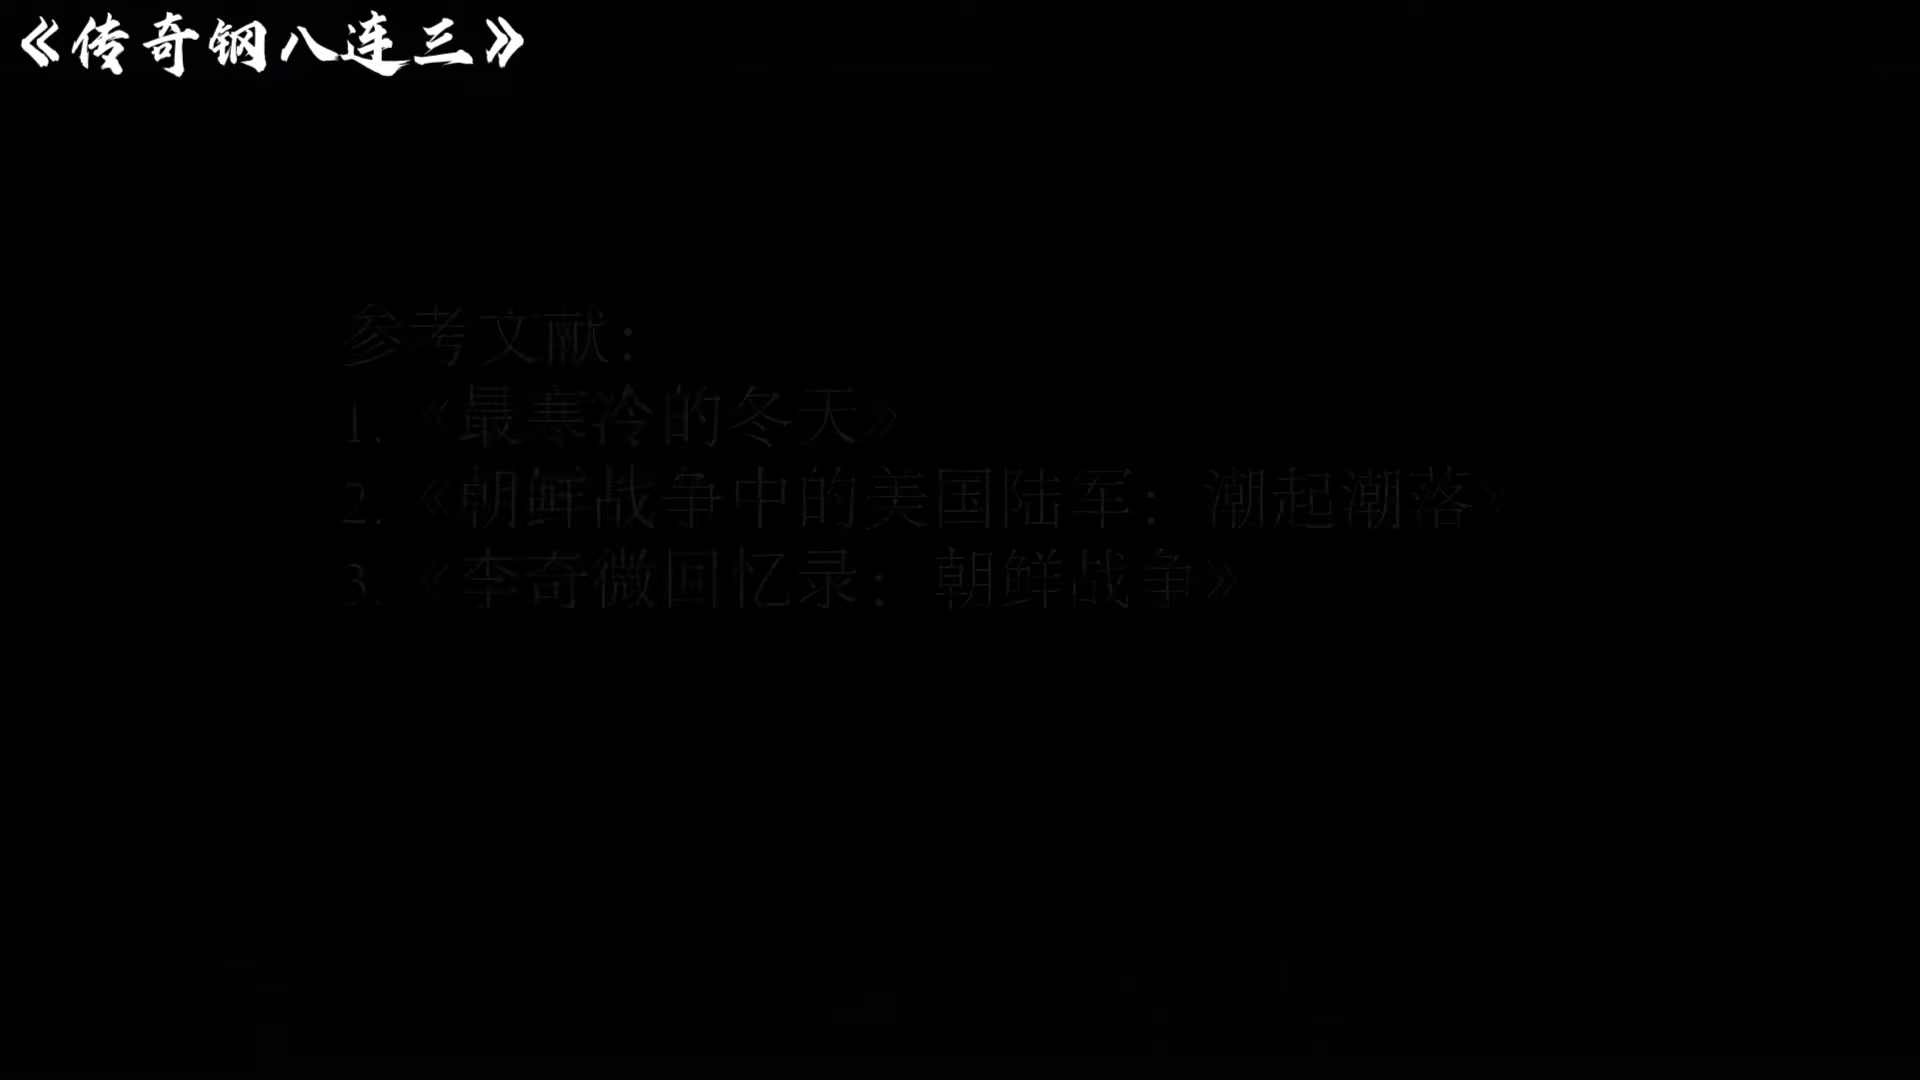 《传奇钢八连三》
参考文献：
1. 《最寒冷的冬天》
2. 《朝鲜战争中的美国陆军：潮起潮落》
3. 《李奇微回忆录：朝鲜战争》